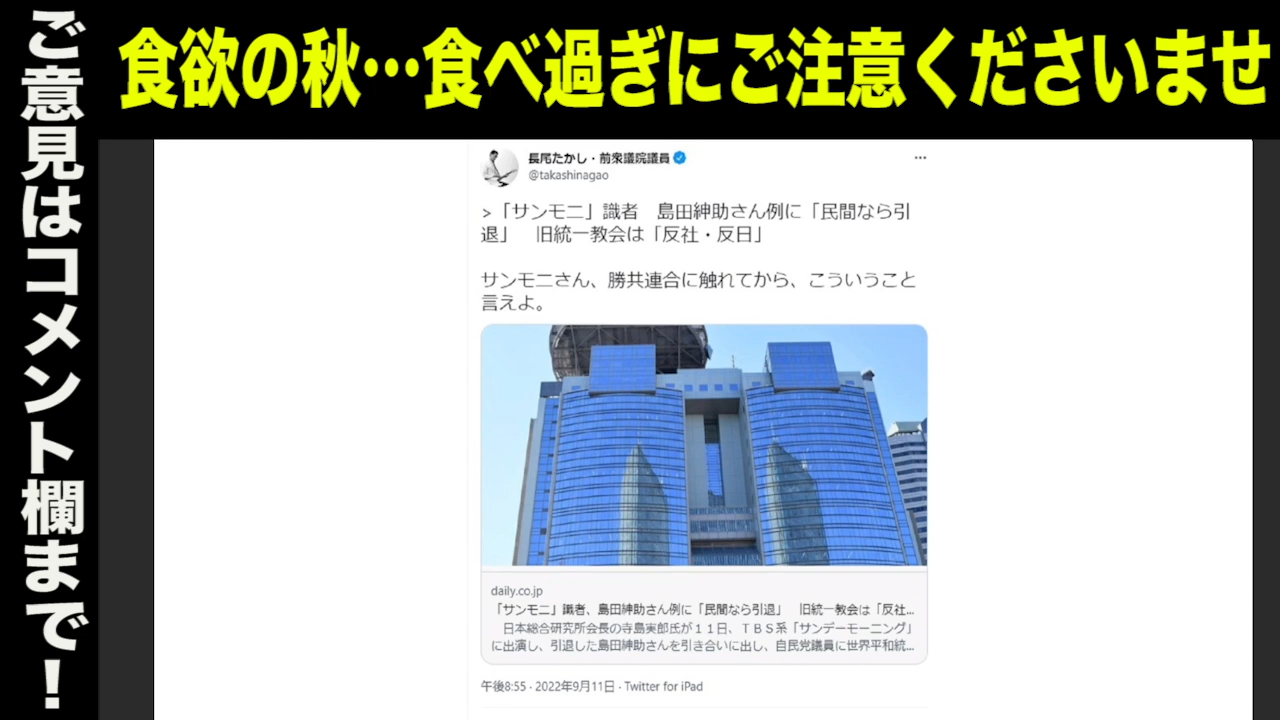 食欲の秋…食べ過ぎにご注意くださいませ
ご意見はコメント欄まで！
長尾たかし・前衆議院議員
@takashinagao
>「サンモニ」識者　島田紳助さん例に「民間なら引
退」　旧統一教会は「反社・反日」
サンモニさん、勝共連合に触れてから、こういうこと
言えよ。
daily.co.jp
「サンモニ」識者、島田紳助さん例に「民間なら引退」　旧統一教会は「反社...
日本総合研究所会長の寺島実郎氏が１１日、ＴＢＳ系「サンデーモーニング」
に出演し、引退した島田紳助さんを引き合いに出し、自民党議員に世界平和統...
午後8:55 · 2022年9月11日 · Twitter for iPad